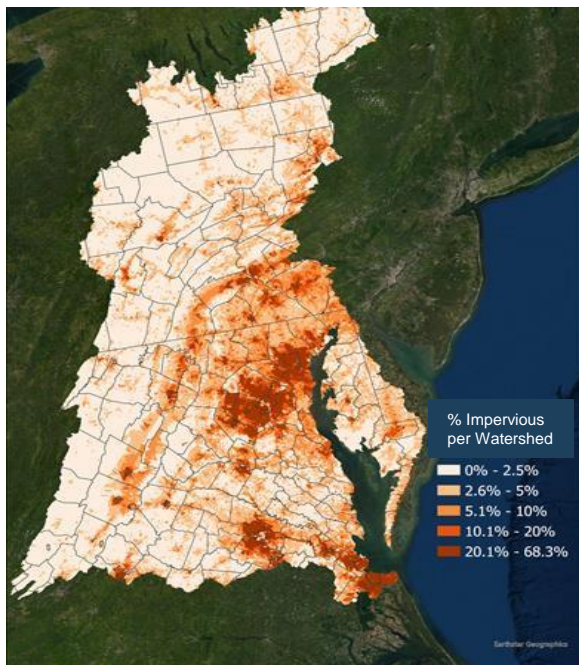 % Impervious
per Watershed
0% - 2.5%
2.6% - 5%
5.1% - 10%
10.1% - 20%
20.1% - 68.3%
Earthstar Geographics